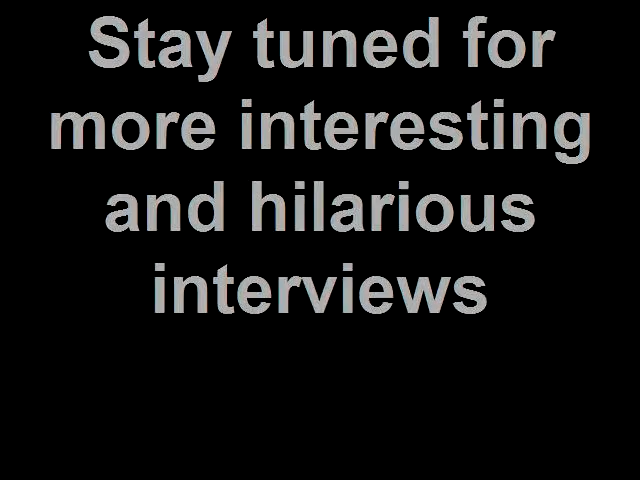 Stay tuned for
more interesting
and hilarious
interviews